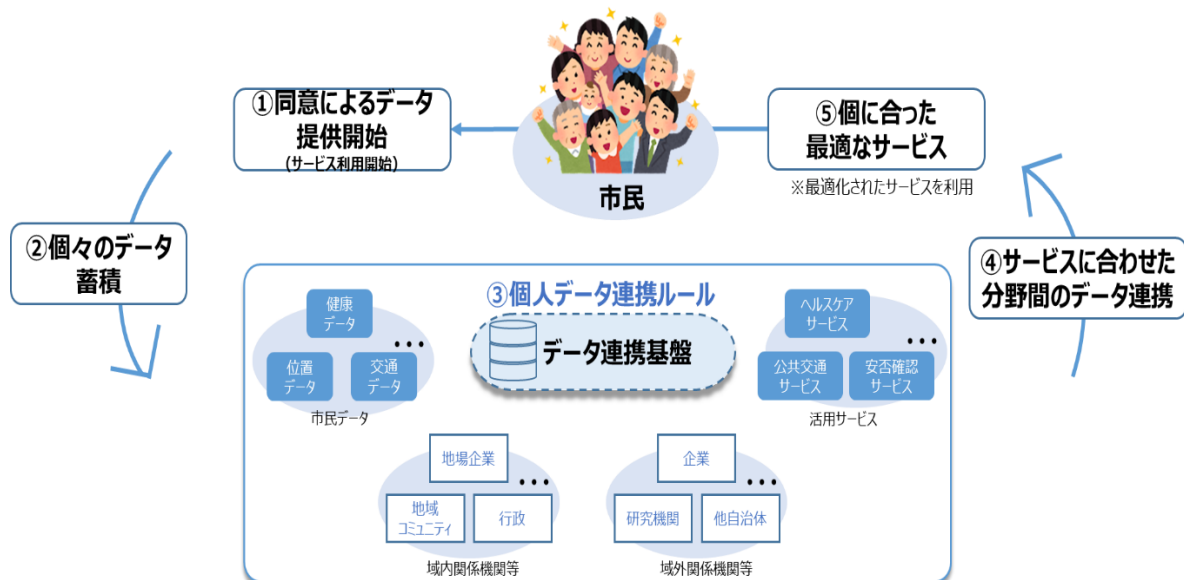 ①同意によるデータ
提供開始
(サービス利用開始)
市民
⑤個に合った
最適なサービス
※最適化されたサービスを利用
②個々のデータ
蓄積
④サービスに合わせた
分野間のデータ連携
③個人データ連携ルール
データ連携基盤
健康
データ
位置
データ
交通
データ
市民データ
ヘルスケア
サービス
公共交通
サービス
安否確認
サービス
活用サービス
地場企業
地域
コミュニティ
行政
域内関係機関等
企業
研究機関
他自治体
域外関係機関等